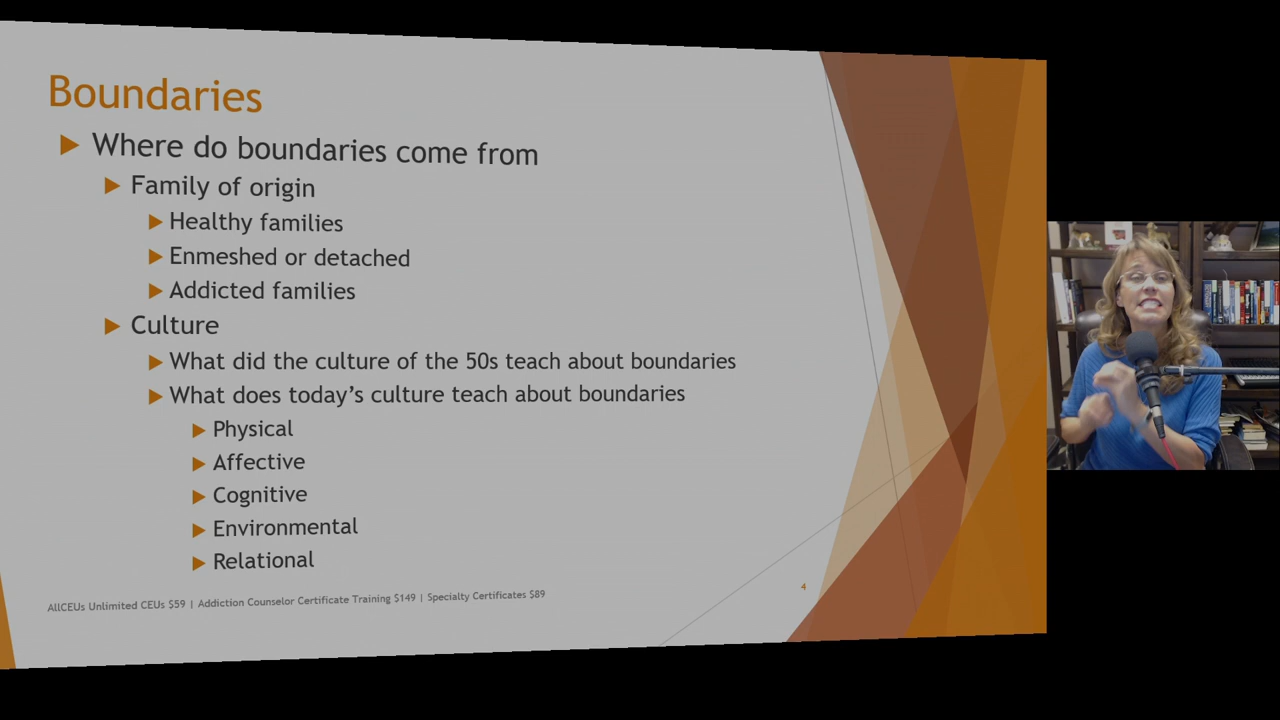 Boundaries
Where do boundaries come from
Family of origin
Healthy families
Enmeshed or detached
Addicted families
Culture
What did the culture of the 50s teach about boundaries
What does today's culture teach about boundaries
Physical
Affective
Cognitive
Environmental
Relational
AllCEUs Unlimited CEUs $59 | Addiction Counselor Certificate Training $149 | Specialty Certificates $89
4